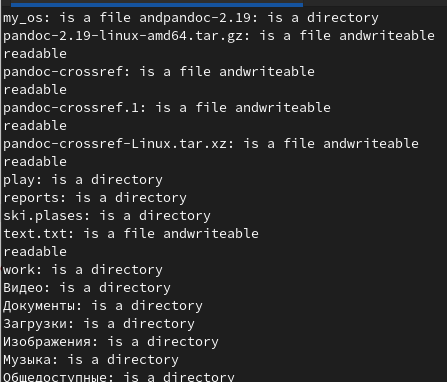 my_os: is a file andpandoc-2.19: is a directory
pandoc-2.19-linux-amd64.tar.gz: is a file andwriteable
readable
pandoc-crossref: is a file andwriteable
readable
pandoc-crossref.1: is a file andwriteable
readable
pandoc-crossref-Linux.tar.xz: is a file andwriteable
readable
play: is a directory
reports: is a directory
ski.plases: is a directory
text.txt: is a file andwriteable
readable
work: is a directory
Видео: is a directory
Документы: is a directory
Загрузки: is a directory
Изображения: is a directory
Музыка: is a directory
Общедоступные: is a directory